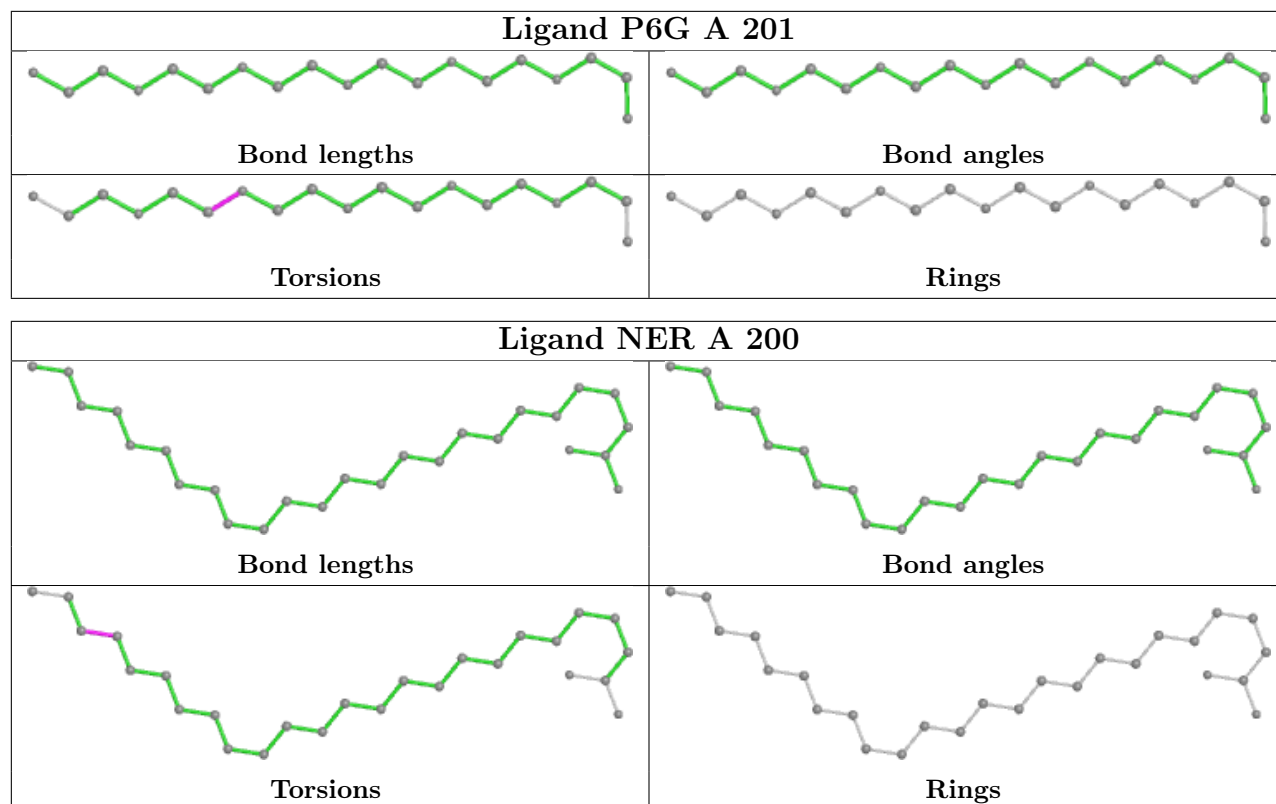 Ligand P6G A 201
Bond lengths
Bond angles
Torsions
Rings
Ligand NER A 200
Bond lengths
Bond angles
Torsions
Rings